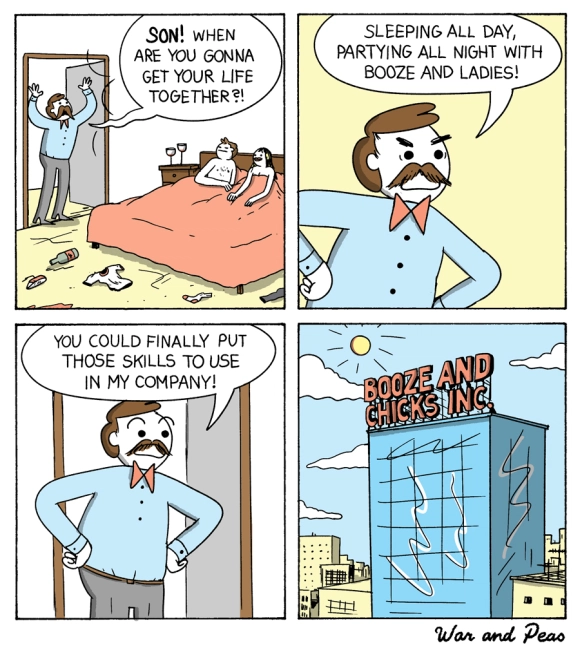 SON! WHEN
ARE YOU GONNA
GET YOUR LIFE
TOGETHER?!
SLEEPING ALL DAY,
PARTYING ALL NIGHT WITH
BOOZE AND LADIES!
YOU COULD FINALLY PUT
THOSE SKILLS TO USE
IN MY COMPANY!
BOOZE AND
CHICKS INC.
War and Peas